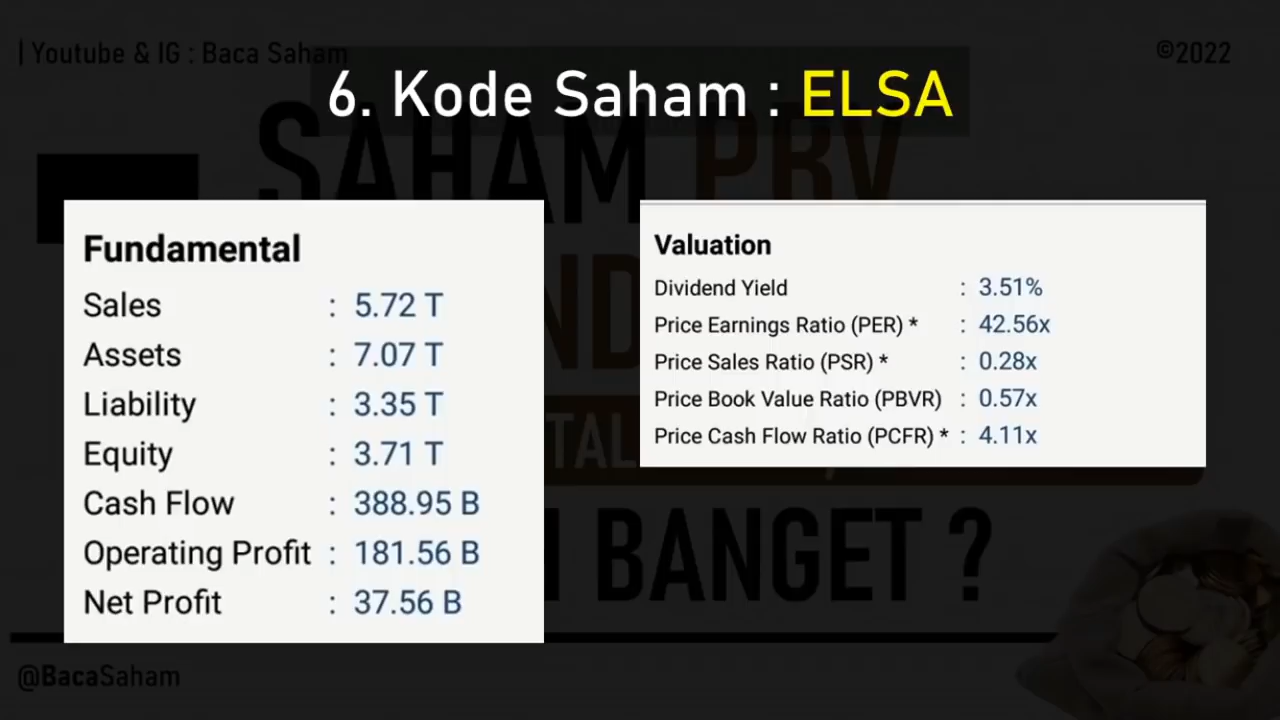 | Youtube & IG : Baca Saham
©2022
6. Kode Saham : ELSA
SAHAM PBV
Fundamental
Sales : 5.72 T
Assets : 7.07 T
Liability : 3.35 T
Equity : 3.71 T
Cash Flow : 388.95 B
Operating Profit : 181.56 B
Net Profit : 37.56 B
Valuation
Dividend Yield : 3.51%
Price Earnings Ratio (PER) * : 42.56x
Price Sales Ratio (PSR) * : 0.28x
Price Book Value Ratio (PBVR) : 0.57x
Price Cash Flow Ratio (PCFR) * : 4.11x
BANGET ?
@BacaSaham